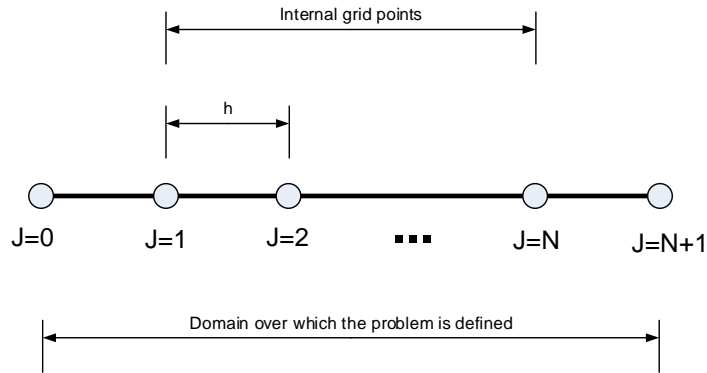 Internal grid points
h
J=0 J=1 J=2 ... J=N J=N+1
Domain over which the problem is defined